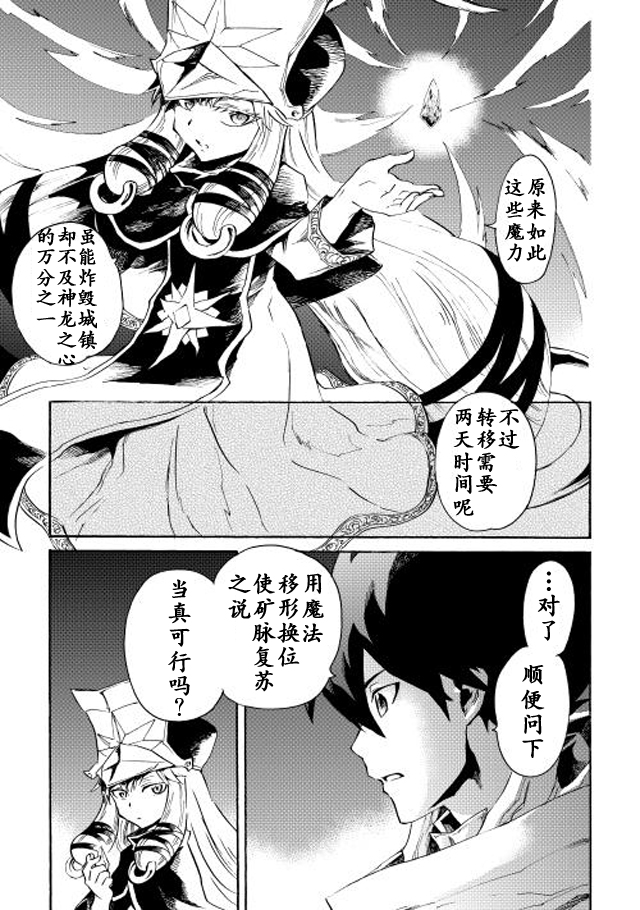 原来如此
这些魔力
虽能炸毁城镇
却不及神龙之心
的万分之一
不过
转移需要
两天时间呢
…对了
顺便问下
用魔法
移形换位
使矿脉复苏
之说
当真可行吗？